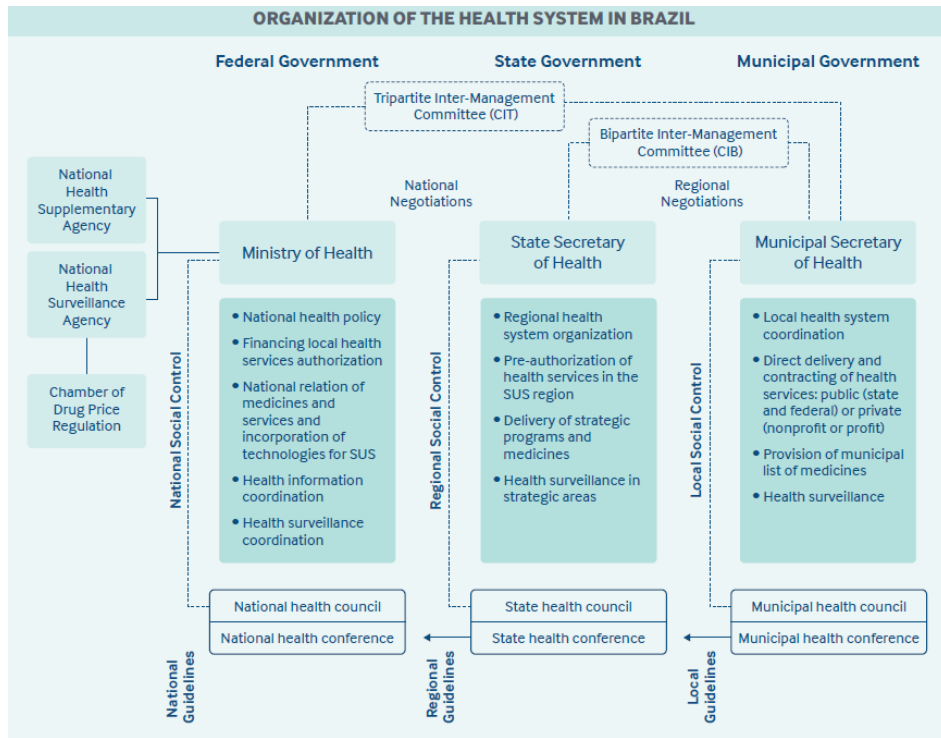 ORGANIZATION OF THE HEALTH SYSTEM IN BRAZIL
Federal Government
State Government
Municipal Government
Tripartite Inter-Management
Committee (CIT)
Bipartite Inter-Management
Committee (CIB)
National
Negotiations
Regional
Negotiations
National
Health
Supplementary
Agency
National
Health
Surveillance
Agency
Chamber of
Drug Price
Regulation
Ministry of Health
State Secretary
of Health
Municipal Secretary
of Health
National Social Control
• National health policy
• Financing local health
services authorization
• National relation of
medicines and
services and
incorporation of
technologies for SUS
• Health information
coordination
• Health surveillance
coordination
Regional Social Control
• Regional health
system organization
• Pre-authorization of
health services in the
SUS region
• Delivery of strategic
programs and
medicines
• Health surveillance in
strategic areas
Local Social Control
• Local health system
coordination
• Direct delivery and
contracting of health
services: public (state
and federal) or private
(nonprofit or profit)
• Provision of municipal
list of medicines
• Health surveillance
National health council
National health conference
State health council
State health conference
Municipal health council
Municipal health conference
National
Guidelines
Regional
Guidelines
Local
Guidelines